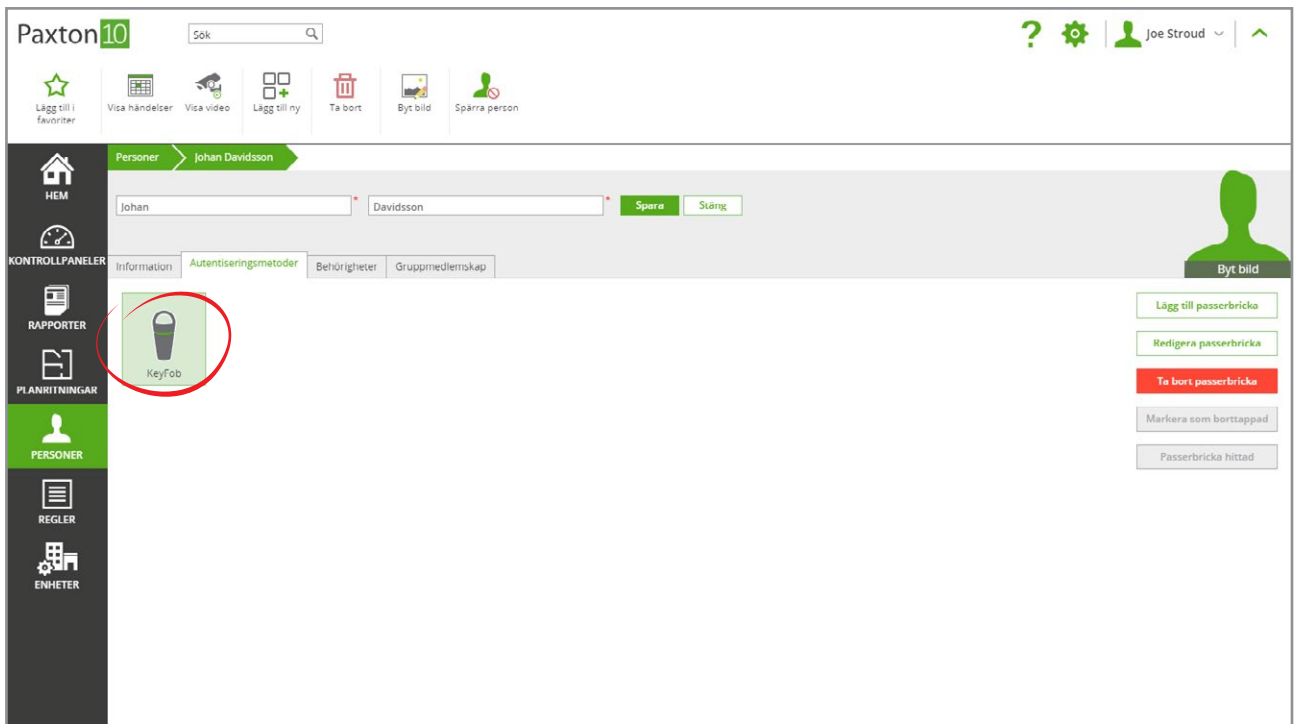 Paxton10
Sök
Joe Stroud
Lägg till i
favoriter
Visa händelser
Visa video
Lägg till ny
Ta bort
Byt bild
Spärra person
Personer
Johan Davidsson
HEM
Johan
*
Davidsson
*
Spara
Stäng
KONTROLLPANELER
Information
Autentiseringsmetoder
Behörigheter
Gruppmedlemskap
Byt bild
RAPPORTER
KeyFob
Lägg till passerbricka
Redigera passerbricka
Ta bort passerbricka
Markera som borttappad
Passerbricka hittad
PLANRITNINGAR
PERSONER
REGLER
ENHETER